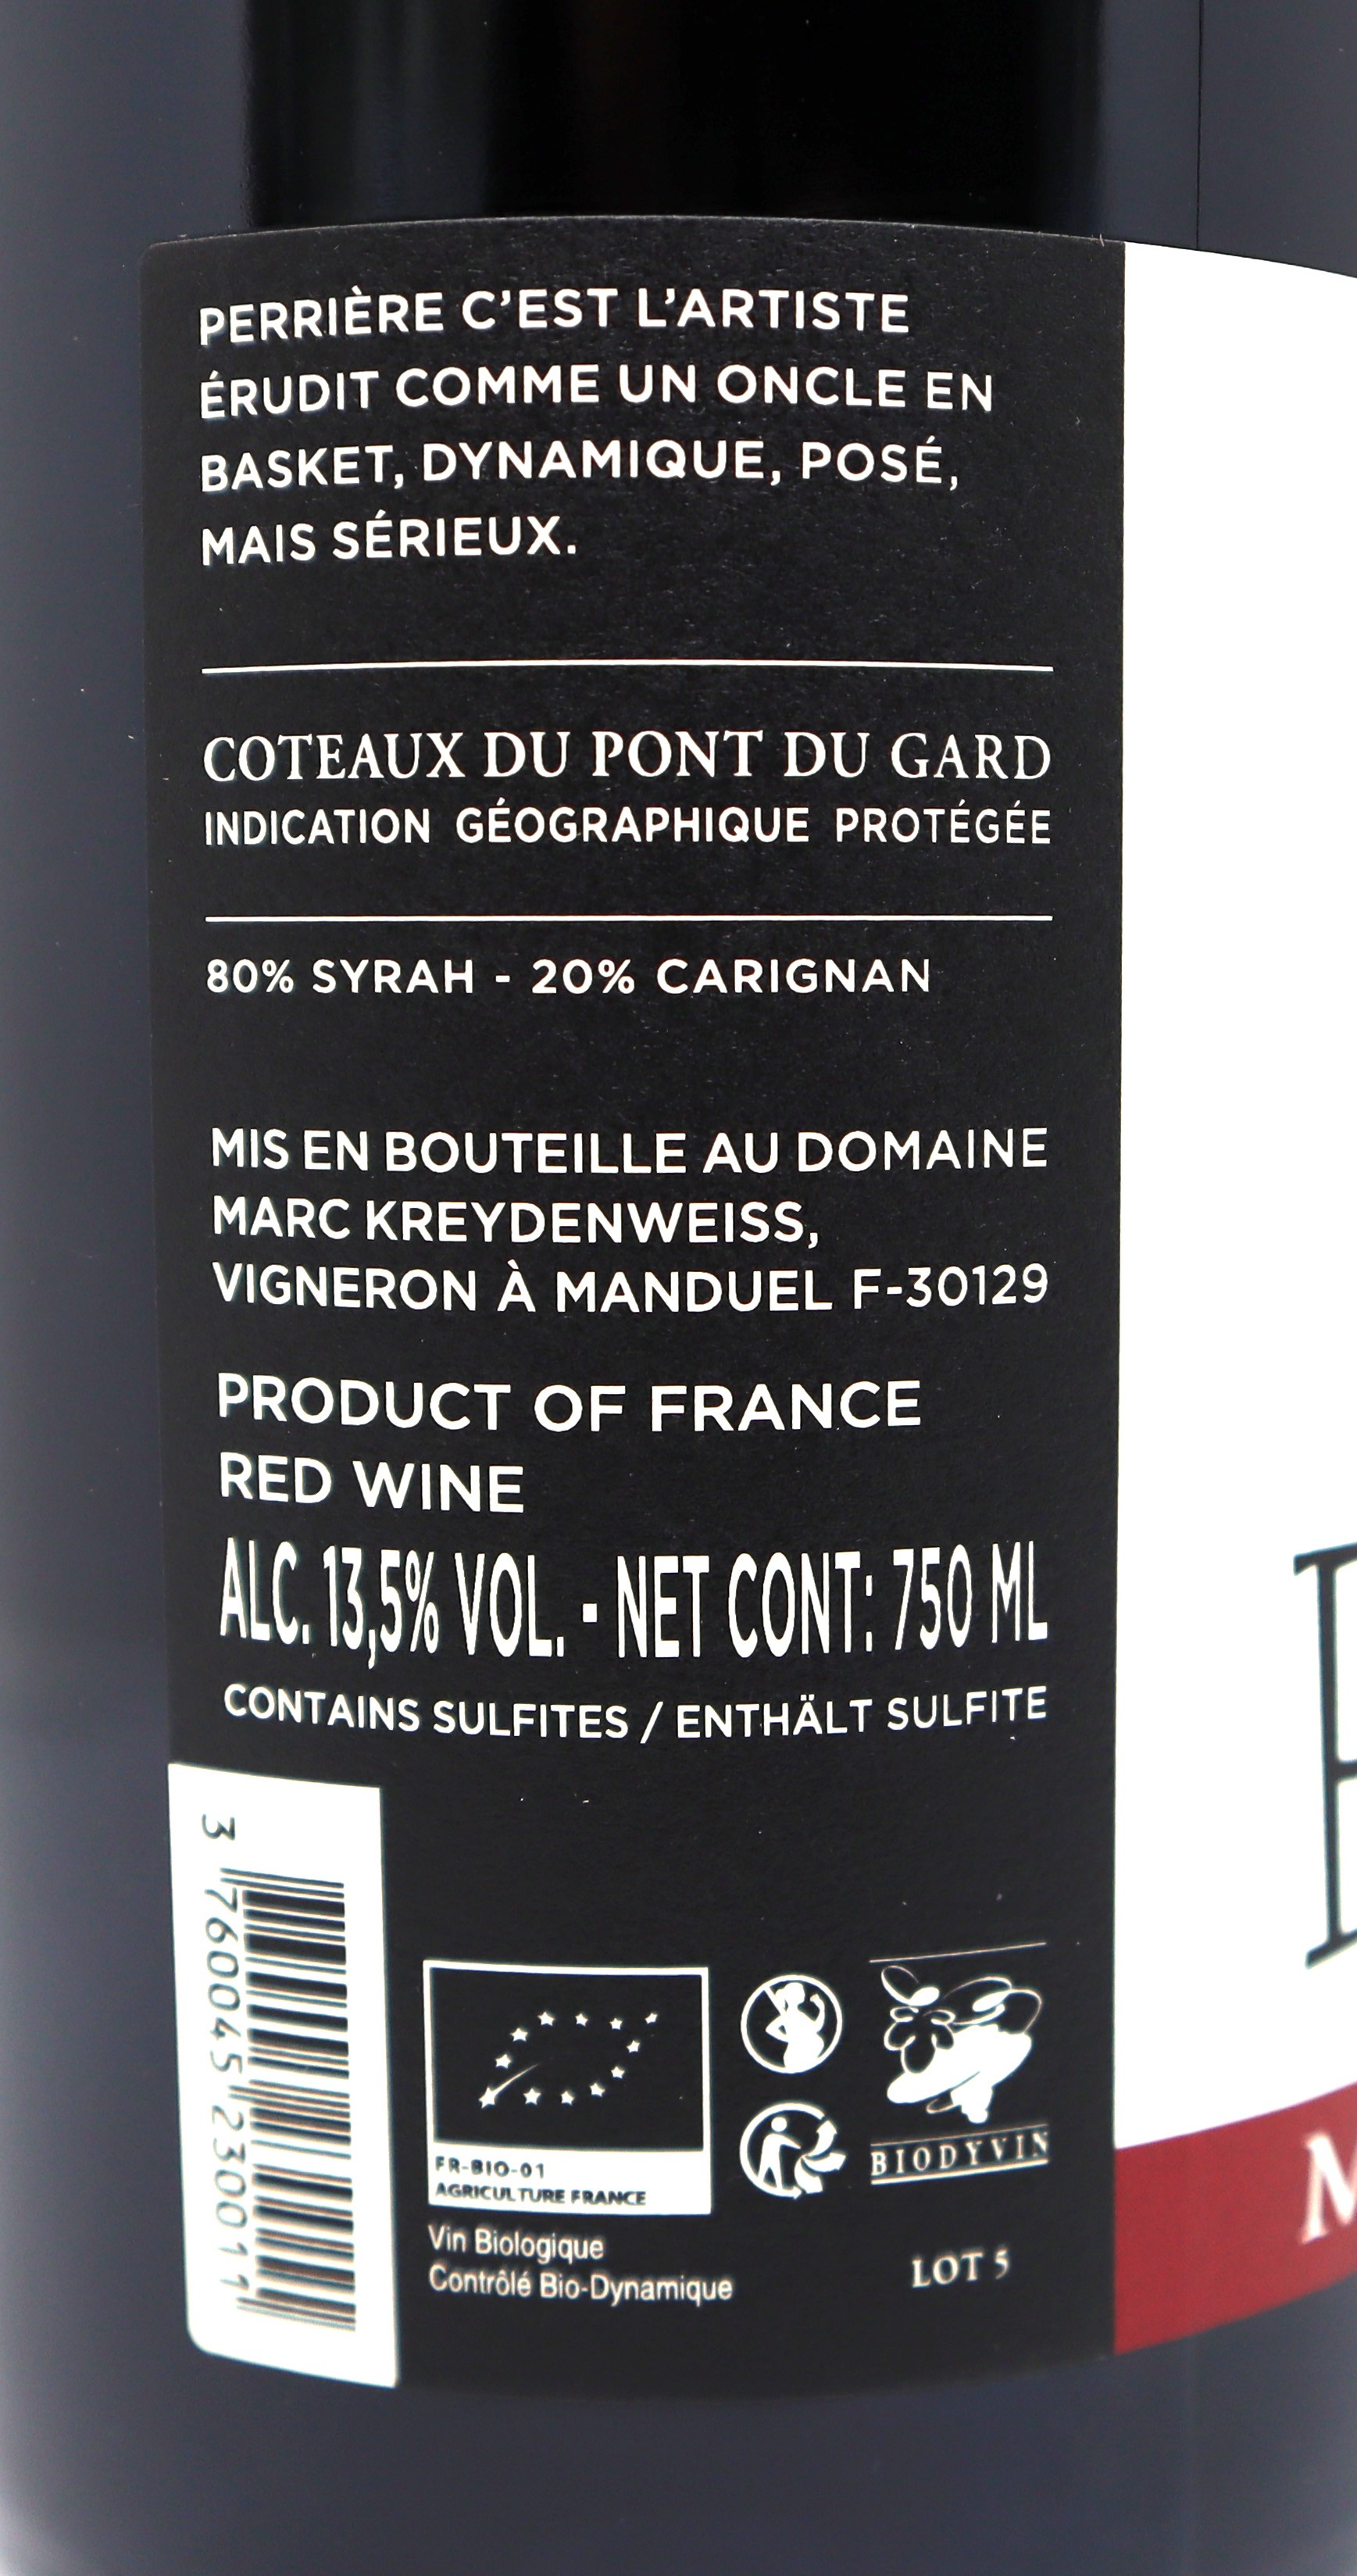 PERRIÈRE C'EST L'ARTISTE
ÉRUDIT COMME UN ONCLE EN
BASKET, DYNAMIQUE, POSÉ,
MAIS SÉRIEUX.
COTEAUX DU PONT DU GARD
INDICATION GÉOGRAPHIQUE PROTÉGÉE
80% SYRAH - 20% CARIGNAN
MIS EN BOUTEILLE AU DOMAINE
MARC KREYDENWEISS,
VIGNERON À MANDUEL F-30129
PRODUCT OF FRANCE
RED WINE
ALC. 13,5% VOL. - NET CONT: 750 ML
CONTAINS SULFITES / ENTHÄLT SULFITE
3 760045 230011
FR-BIO-01
AGRICULTURE FRANCE
Vin Biologique
Contrôlé Bio-Dynamique
BIODYVIN
LOT 5
M